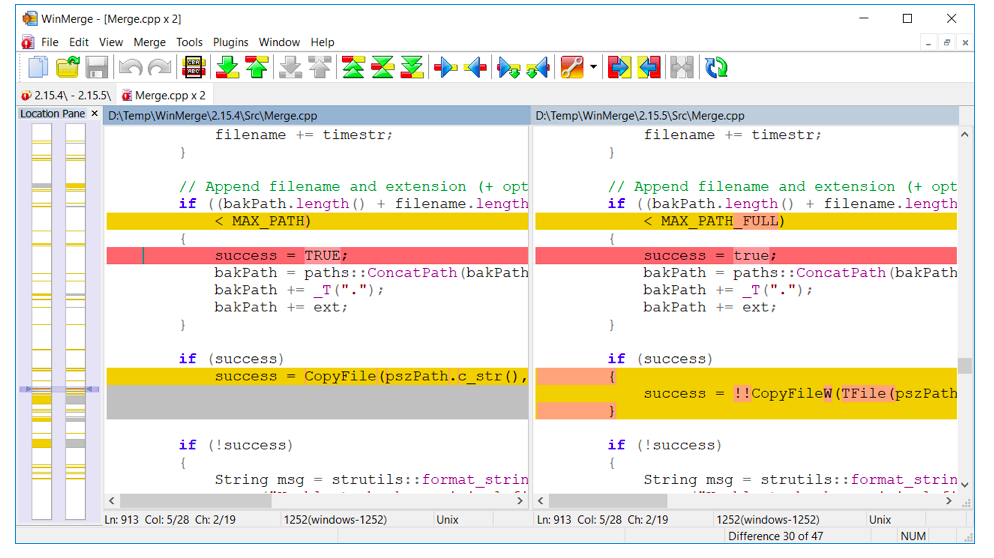 WinMerge - [Merge.cpp x 2]
File Edit View Merge Tools Plugins Window Help
2.15.4\ - 2.15.5\ Merge.cpp x 2
Location Pane
D:\Temp\WinMerge\2.15.4\Src\Merge.cpp
filename += timestr;
}
// Append filename and extension (+ opt
if ((bakPath.length() + filename.length
< MAX_PATH)
{
success = TRUE;
bakPath = paths::ConcatPath(bakPath
bakPath += _T(".");
bakPath += ext;
}
if (success)
success = CopyFile(pszPath.c_str(),
if (!success)
{
String msg = strutils::format_strin
D:\Temp\WinMerge\2.15.5\Src\Merge.cpp
filename += timestr;
}
// Append filename and extension (+ opt
if ((bakPath.length() + filename.length
< MAX_PATH_FULL)
{
success = true;
bakPath = paths::ConcatPath(bakPath
bakPath += _T(".");
bakPath += ext;
}
if (success)
{
success = !!CopyFileW(TFile(pszPath
}
if (!success)
{
String msg = strutils::format_strin
Ln: 913 Col: 5/28 Ch: 2/19 1252(windows-1252) Unix
Ln: 913 Col: 5/28 Ch: 2/19 1252(windows-1252) Unix
Difference 30 of 47 NUM